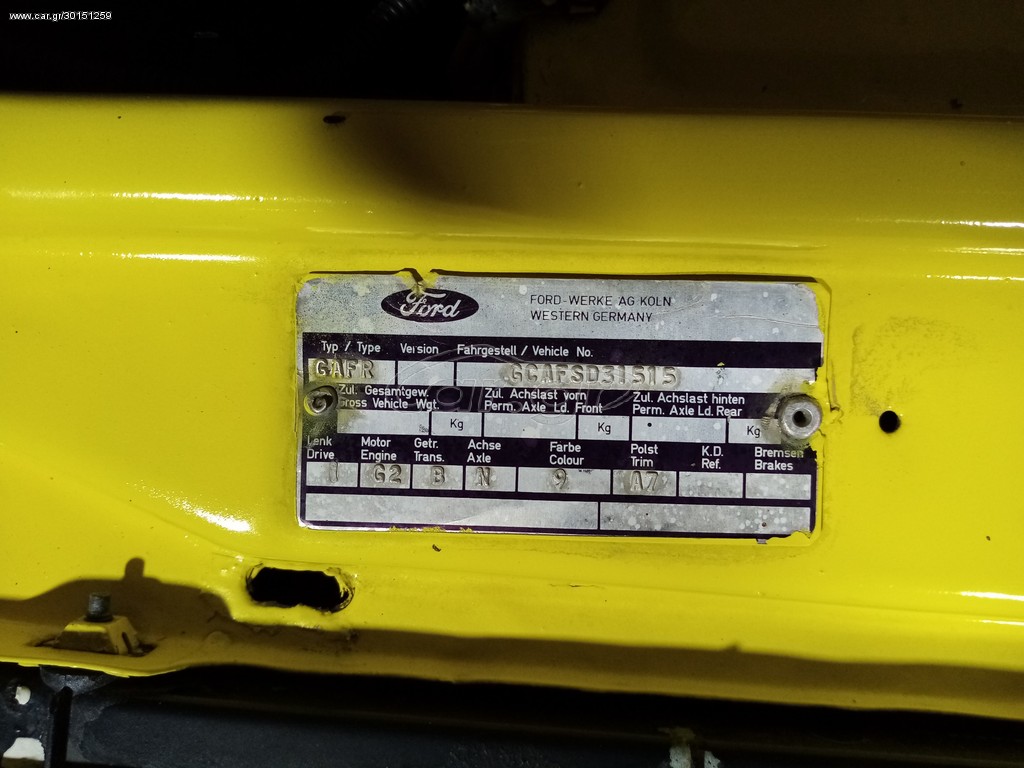 www.car.gr/30151259
Ford
FORD-WERKE AG KÖLN
WESTERN GERMANY
Typ / Type Version Fahrgestell / Vehicle No.
GAFR GCAFSD31515
Zul. Gesamtgew. Zul. Achslast vorn Zul. Achslast hinten
Gross Vehicle Wgt. Perm. Axle Ld. Front Perm. Axle Ld. Rear
Kg Kg Kg
Lenk Motor Getr. Achse Farbe Polst K.D. Bremsen
Drive Engine Trans. Axle Colour Trim Ref. Brakes
1 G2 B N 9 A7